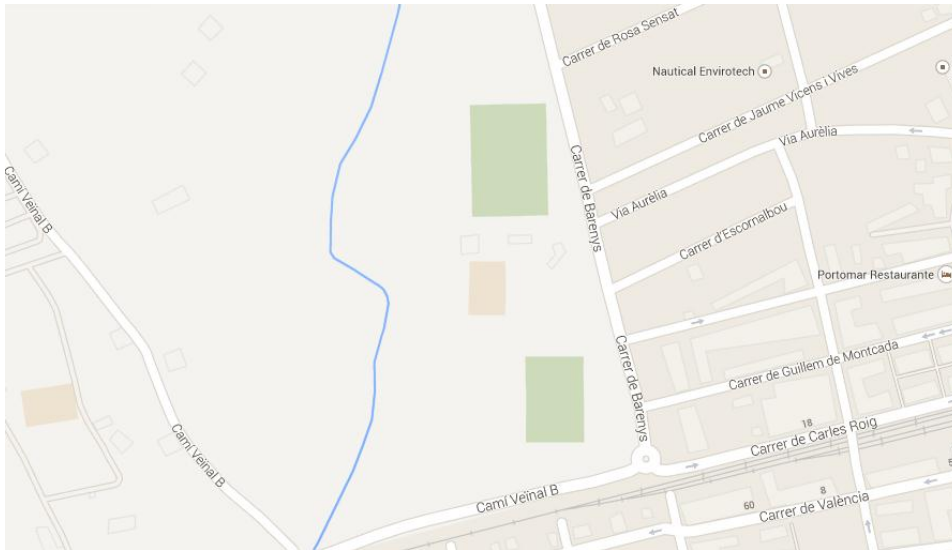 Carrer de Rosa Sensat
Nautical Envirotech
Carrer de Jaume Vicens i Vives
Via Aurèlia
Carrer de Barenys
Camí Veïnal B
Via Aurèlia
Carrer d'Escornalbou
Portomar Restaurante
Carrer de Barenys
Carrer de Guillem de Montcada
Camí Veïnal B
18
Carrer de Carles Roig
Camí Veïnal B
60
8
Carrer de València